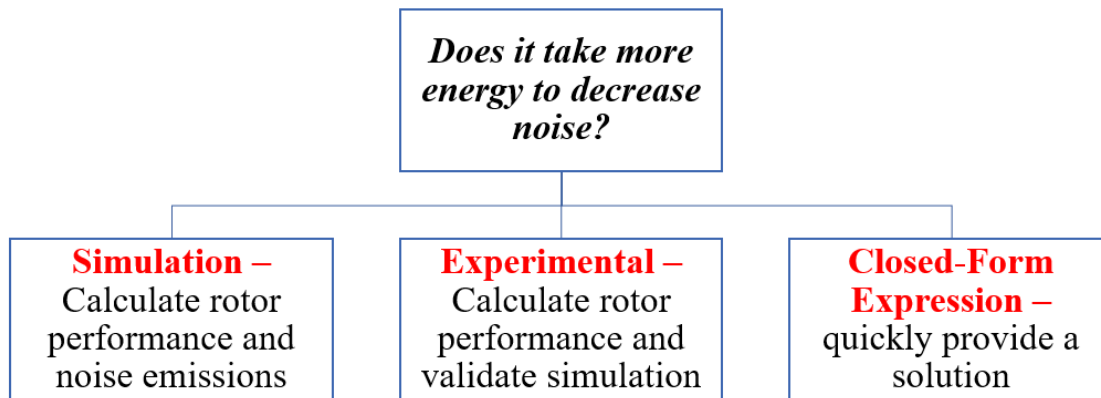 Does it take more
energy to decrease
noise?
Simulation –
Calculate rotor
performance and
noise emissions
Experimental –
Calculate rotor
performance and
validate simulation
Closed-Form
Expression –
quickly provide a
solution